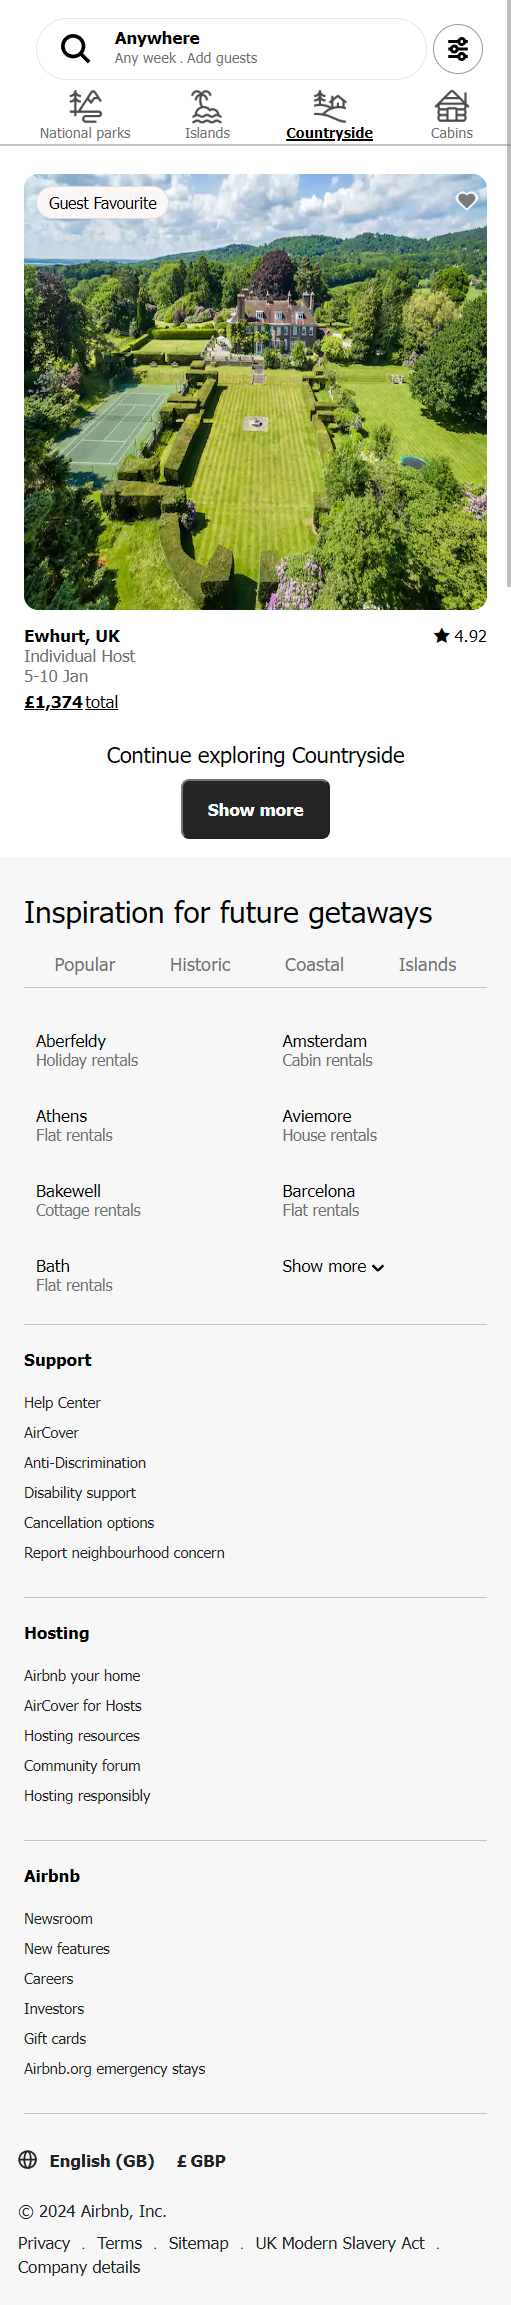 Anywhere
Any week . Add guests
National parks
Islands
Countryside
Cabins
Guest Favourite
Ewhurt, UK
4.92
Individual Host
5-10 Jan
£1,374 total
Continue exploring Countryside
Show more
Inspiration for future getaways
Popular
Historic
Coastal
Islands
Aberfeldy
Holiday rentals
Amsterdam
Cabin rentals
Athens
Flat rentals
Aviemore
House rentals
Bakewell
Cottage rentals
Barcelona
Flat rentals
Bath
Flat rentals
Show more
Support
Help Center
AirCover
Anti-Discrimination
Disability support
Cancellation options
Report neighbourhood concern
Hosting
Airbnb your home
AirCover for Hosts
Hosting resources
Community forum
Hosting responsibly
Airbnb
Newsroom
New features
Careers
Investors
Gift cards
Airbnb.org emergency stays
English (GB) £ GBP
© 2024 Airbnb, Inc.
Privacy . Terms . Sitemap . UK Modern Slavery Act .
Company details